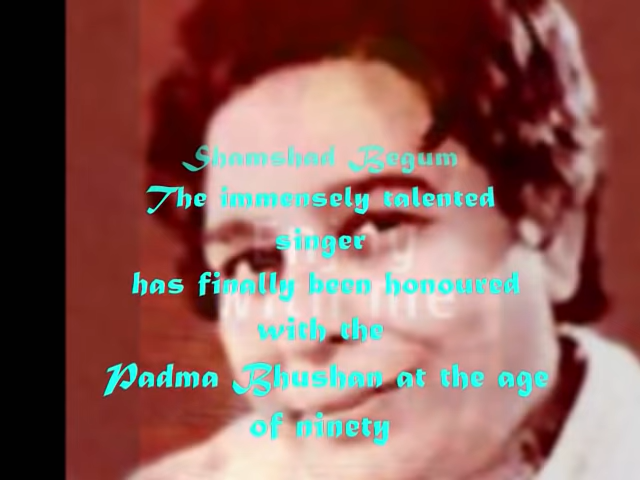 Shamshad Begum
The immensely talented
singer
has finally been honoured
with the
Padma Bhushan at the age
of ninety